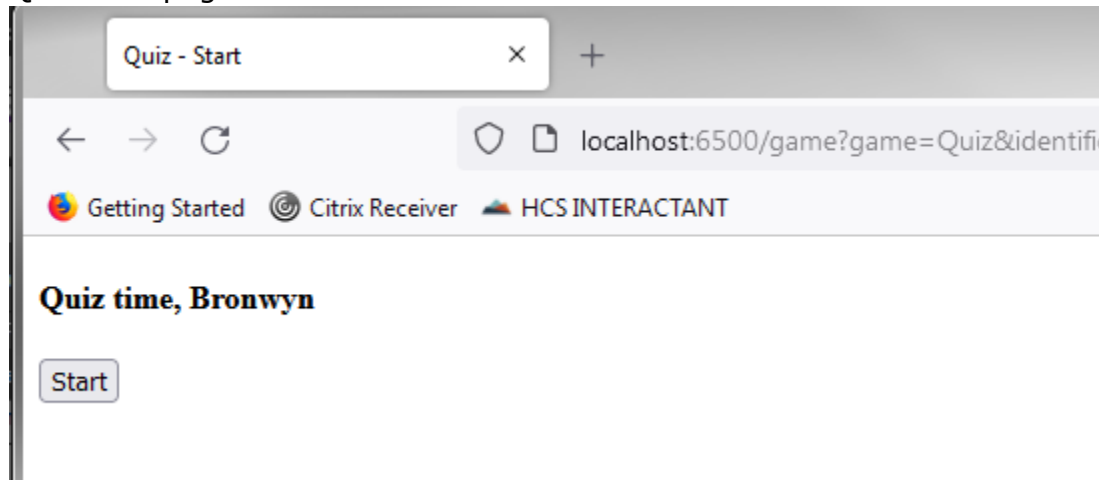 Quiz - Start
localhost:6500/game?game=Quiz&identifi
Getting Started Citrix Receiver HCS INTERACTANT
Quiz time, Bronwyn
Start